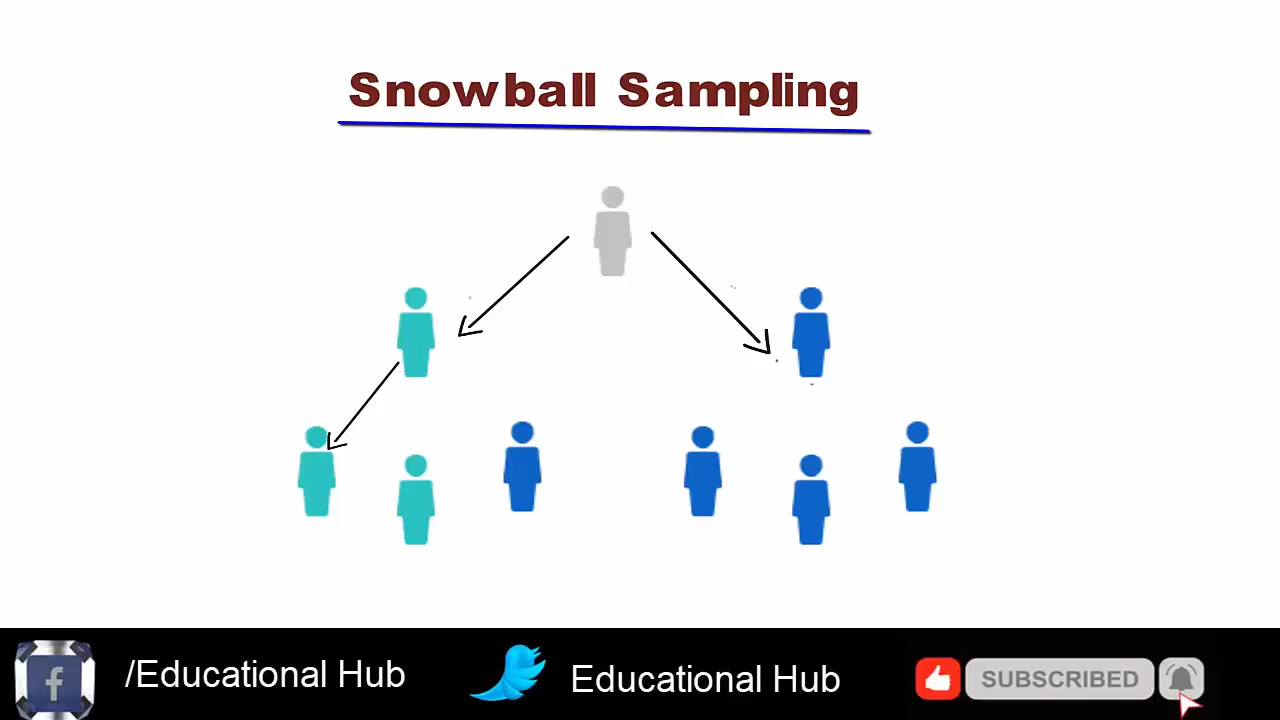 Snowball Sampling
/Educational Hub
Educational Hub
SUBSCRIBED